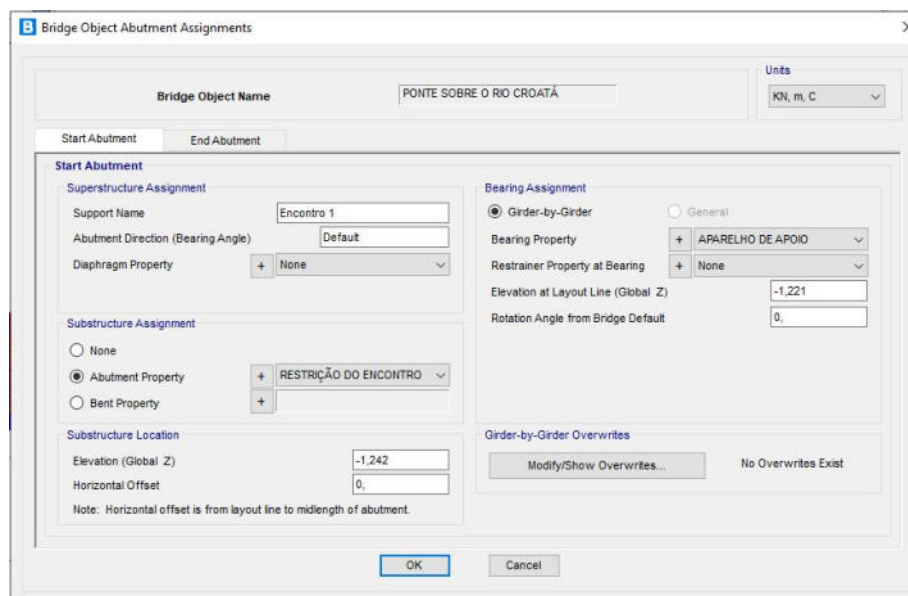 B Bridge Object Abutment Assignments
Bridge Object Name
PONTE SOBRE O RIO CROATÁ
Units
KN, m, C
Start Abutment
End Abutment
Start Abutment
Superstructure Assignment
Support Name
Encontro 1
Abutment Direction (Bearing Angle)
Default
Diaphragm Property
+
None
Substructure Assignment
None
Abutment Property
+
RESTRIÇÃO DO ENCONTRO
Bent Property
+
Substructure Location
Elevation (Global Z)
-1,242
Horizontal Offset
0,
Note: Horizontal offset is from layout line to midlength of abutment.
Bearing Assignment
Girder-by-Girder
General
Bearing Property
+
APARELHO DE APOIO
Restrainer Property at Bearing
+
None
Elevation at Layout Line (Global Z)
-1,221
Rotation Angle from Bridge Default
0,
Girder-by-Girder Overwrites
Modify/Show Overwrites...
No Overwrites Exist
OK
Cancel